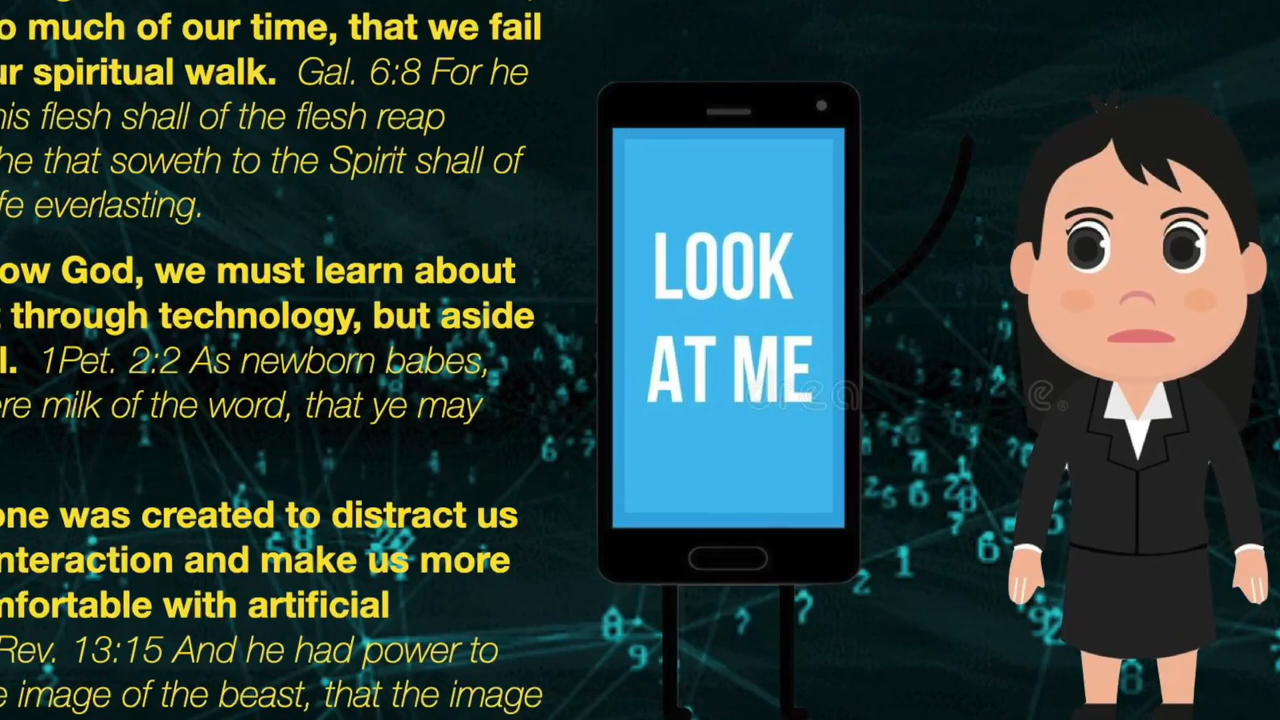 o much of our time, that we fail
ur spiritual walk. Gal. 6:8 For he
his flesh shall of the flesh reap
he that soweth to the Spirit shall of
fe everlasting.
ow God, we must learn about
through technology, but aside
l. 1Pet. 2:2 As newborn babes,
ere milk of the word, that ye may
one was created to distract us
nteraction and make us more
mfortable with artificial
Rev. 13:15 And he had power to
e image of the beast, that the image
LOOK
AT ME